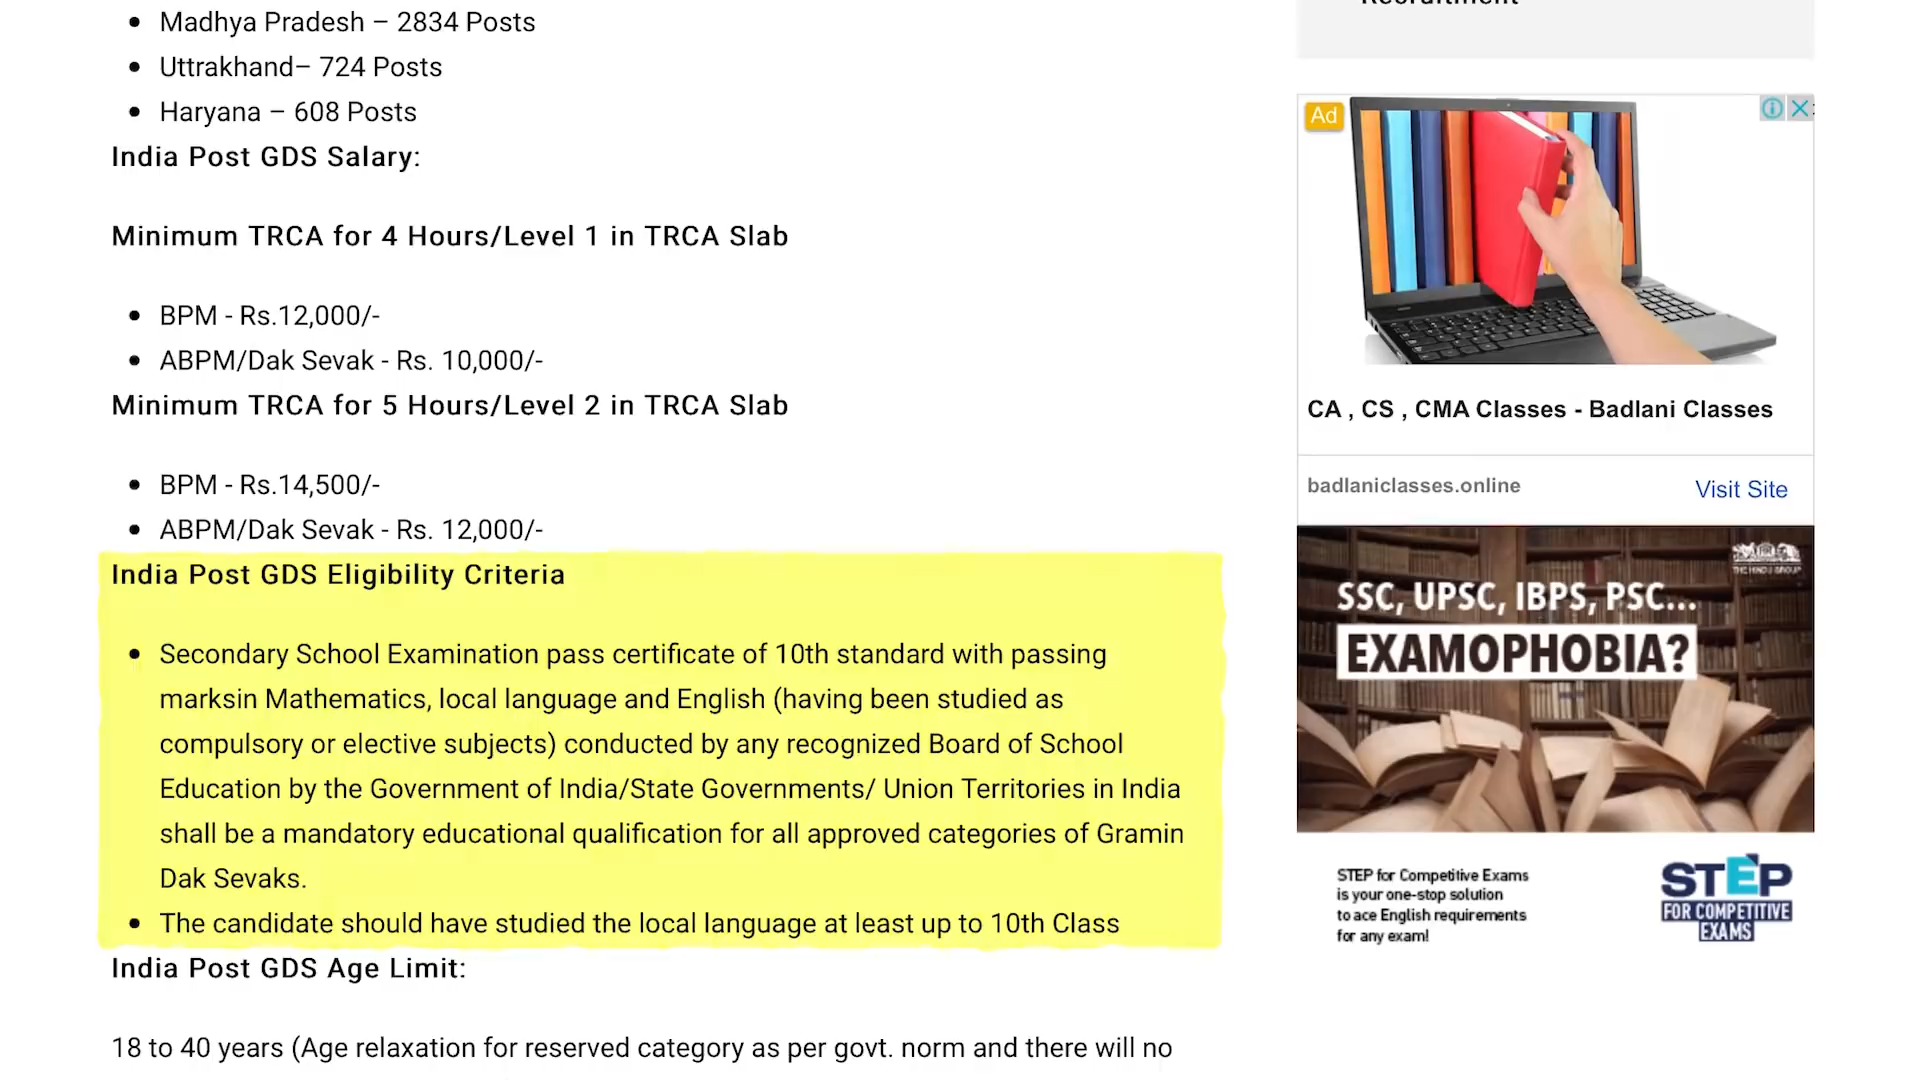 Madhya Pradesh – 2834 Posts
Uttrakhand– 724 Posts
Haryana – 608 Posts
India Post GDS Salary:
Minimum TRCA for 4 Hours/Level 1 in TRCA Slab
BPM - Rs.12,000/-
ABPM/Dak Sevak - Rs. 10,000/-
Minimum TRCA for 5 Hours/Level 2 in TRCA Slab
BPM - Rs.14,500/-
ABPM/Dak Sevak - Rs. 12,000/-
India Post GDS Eligibility Criteria
Secondary School Examination pass certificate of 10th standard with passing
marksin Mathematics, local language and English (having been studied as
compulsory or elective subjects) conducted by any recognized Board of School
Education by the Government of India/State Governments/ Union Territories in India
shall be a mandatory educational qualification for all approved categories of Gramin
Dak Sevaks.
The candidate should have studied the local language at least up to 10th Class
India Post GDS Age Limit:
18 to 40 years (Age relaxation for reserved category as per govt. norm and there will no
Recruitment
Ad
CA , CS , CMA Classes - Badlani Classes
badlaniclasses.online
Visit Site
THE HINDU GROUP
SSC, UPSC, IBPS, PSC...
EXAMOPHOBIA?
STEP for Competitive Exams
is your one-stop solution
to ace English requirements
for any exam!
STEP
FOR COMPETITIVE
EXAMS